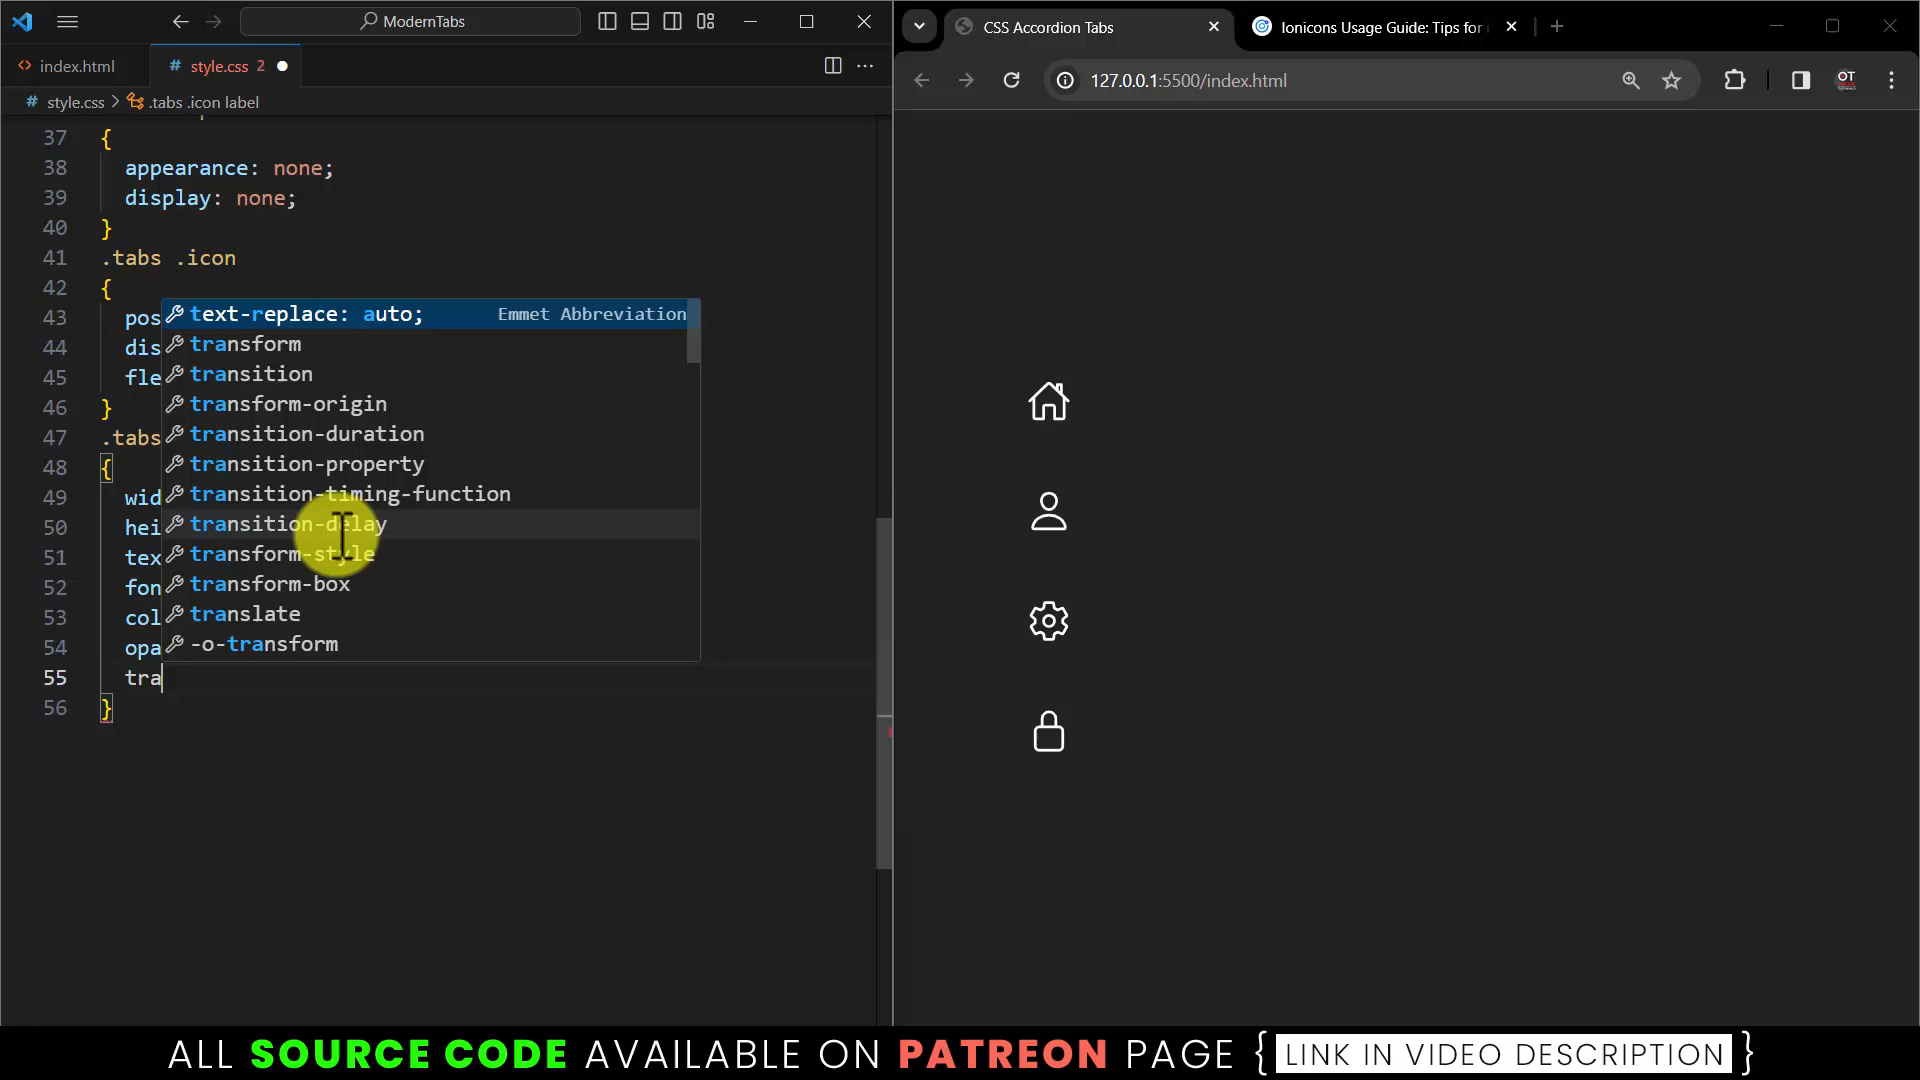 ModernTabs
index.html
# style.css 2
# style.css > .tabs .icon label
37 {
38 appearance: none;
39 display: none;
40 }
41 .tabs .icon
42 {
43 pos
44 dis
45 fle
46 }
47 .tabs
48 {
49 wid
50 hei
51 tex
52 fon
53 col
54 opa
55 tra
56 }
text-replace: auto; Emmet Abbreviation
transform
transition
transform-origin
transition-duration
transition-property
transition-timing-function
transition-delay
transform-style
transform-box
translate
-o-transform
CSS Accordion Tabs
Ionicons Usage Guide: Tips for
127.0.0.1:5500/index.html
OT
ALL SOURCE CODE AVAILABLE ON PATREON PAGE { LINK IN VIDEO DESCRIPTION }